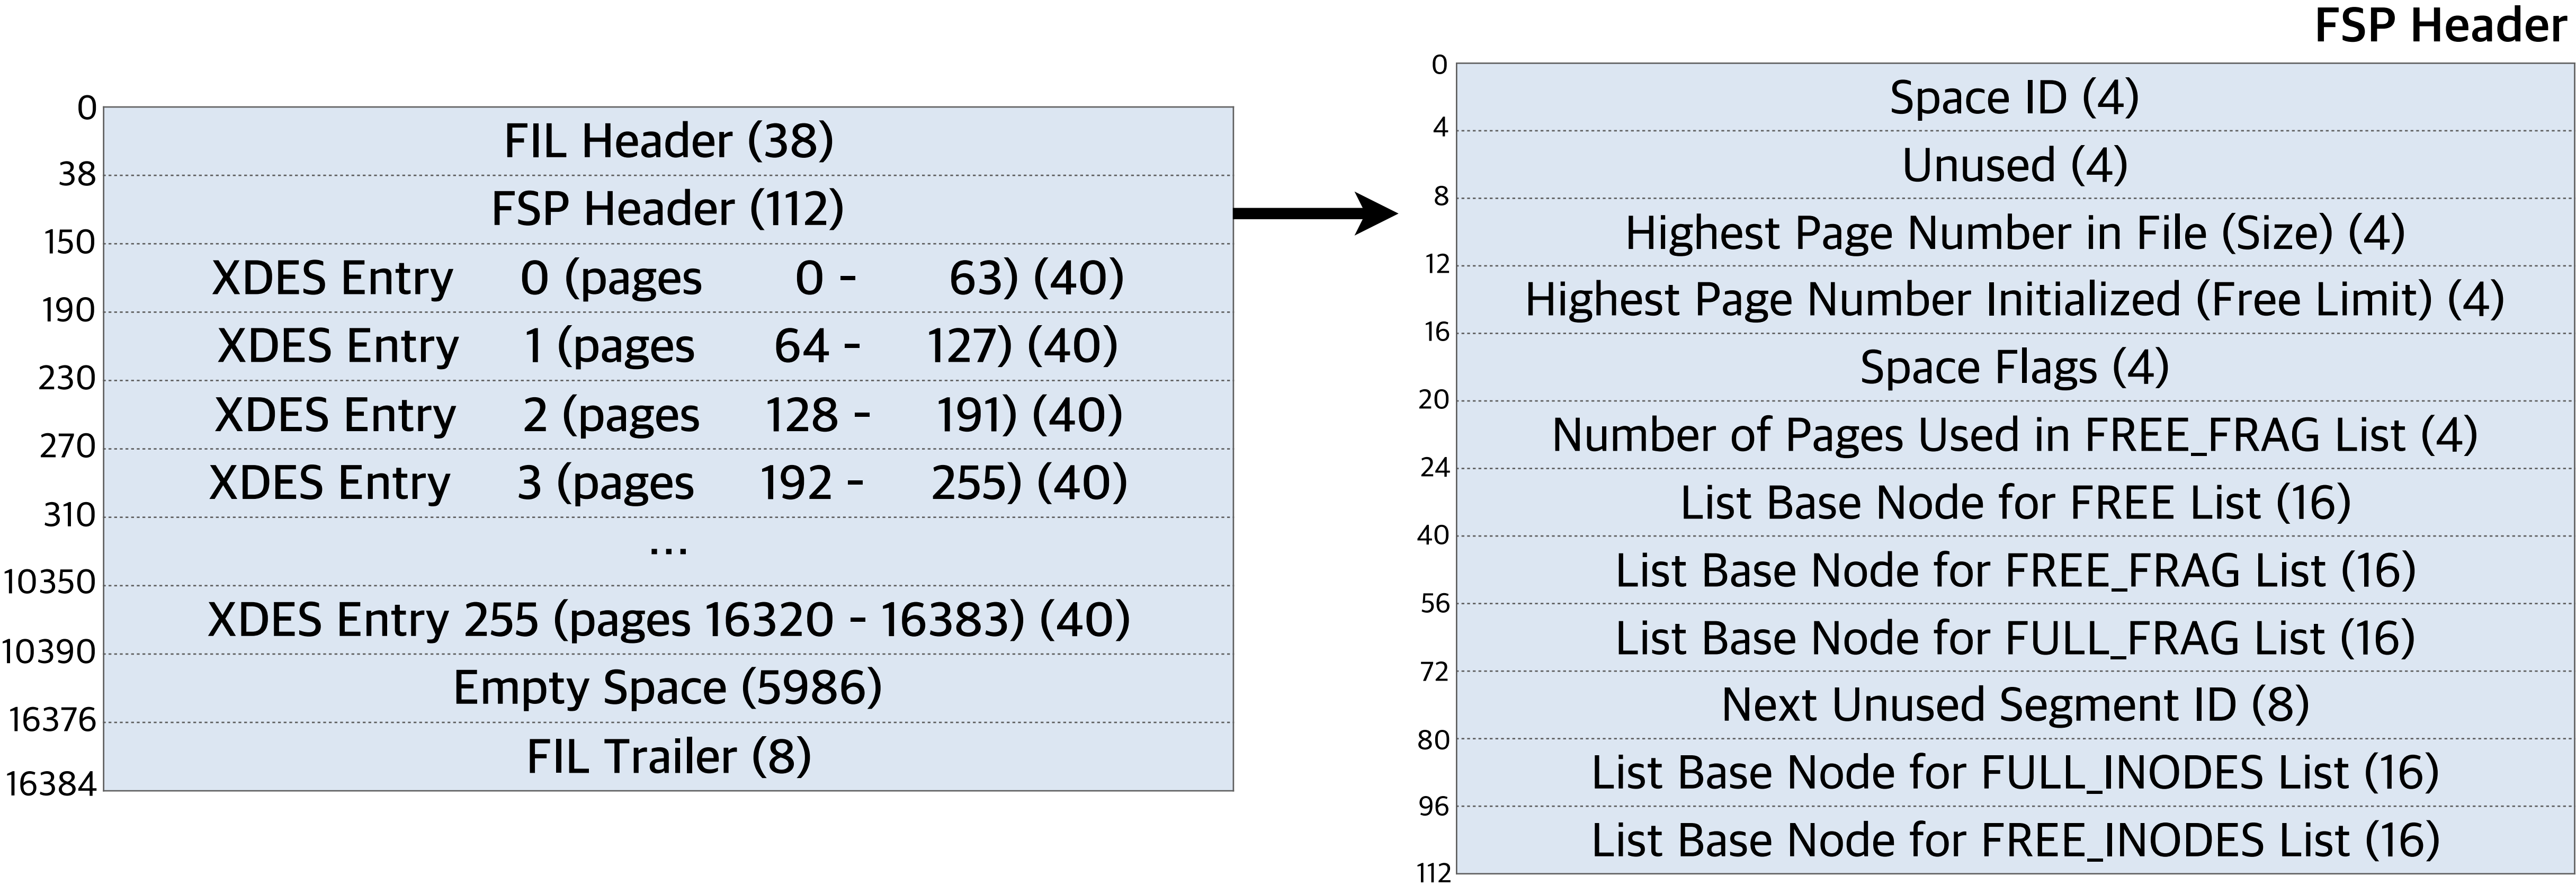 0
FIL Header (38)
38
FSP Header (112)
150
XDES Entry 0 (pages 0 - 63) (40)
190
XDES Entry 1 (pages 64 - 127) (40)
230
XDES Entry 2 (pages 128 - 191) (40)
270
XDES Entry 3 (pages 192 - 255) (40)
310
...
10350
XDES Entry 255 (pages 16320 - 16383) (40)
10390
Empty Space (5986)
16376
FIL Trailer (8)
16384
FSP Header
0
Space ID (4)
4
Unused (4)
8
Highest Page Number in File (Size) (4)
12
Highest Page Number Initialized (Free Limit) (4)
16
Space Flags (4)
20
Number of Pages Used in FREE_FRAG List (4)
24
List Base Node for FREE List (16)
40
List Base Node for FREE_FRAG List (16)
56
List Base Node for FULL_FRAG List (16)
72
Next Unused Segment ID (8)
80
List Base Node for FULL_INODES List (16)
96
List Base Node for FREE_INODES List (16)
112